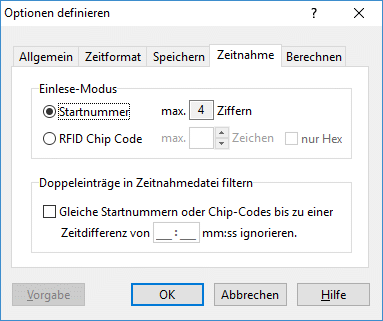 Optionen definieren ?
Allgemein Zeitformat Speichern Zeitnahme Berechnen
Einlese-Modus
Startnummer max. 4 Ziffern
RFID Chip Code max. Zeichen nur Hex
Doppeleinträge in Zeitnahmedatei filtern
Gleiche Startnummern oder Chip-Codes bis zu einer
Zeitdifferenz von __ : __ mm:ss ignorieren.
Vorgabe OK Abbrechen Hilfe